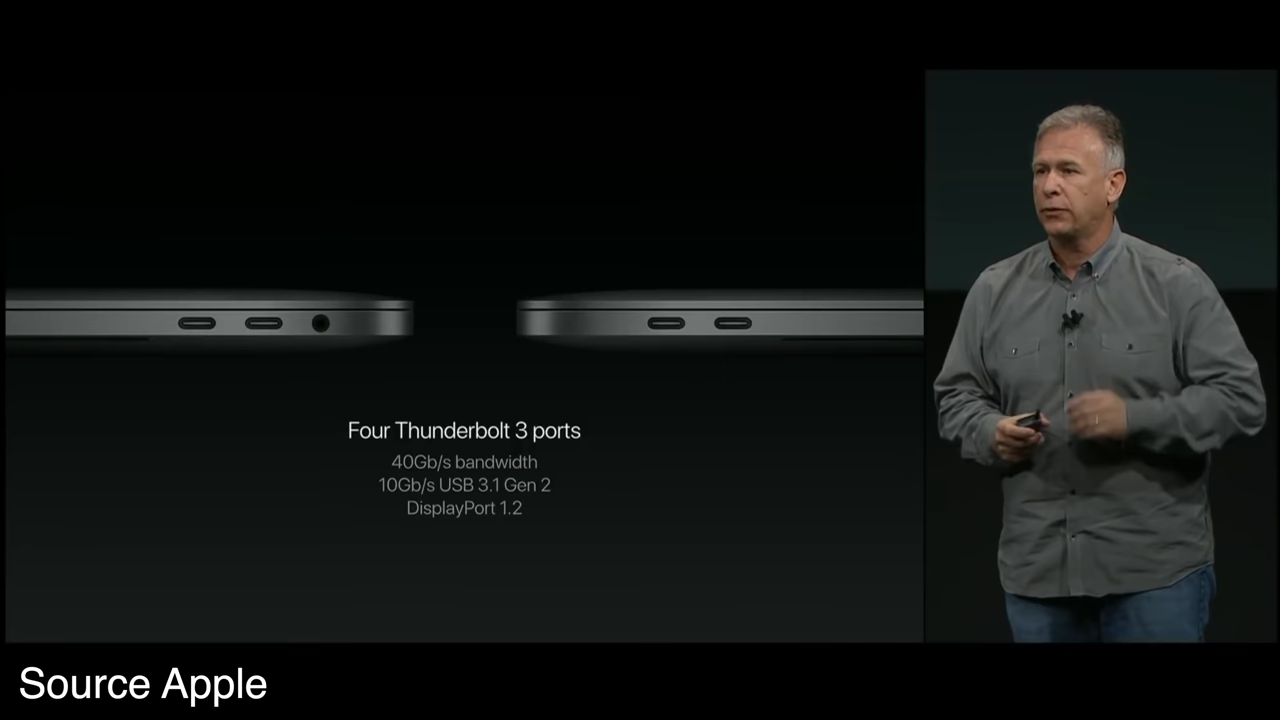 Four Thunderbolt 3 ports
40Gb/s bandwidth
10Gb/s USB 3.1 Gen 2
DisplayPort 1.2
Source Apple